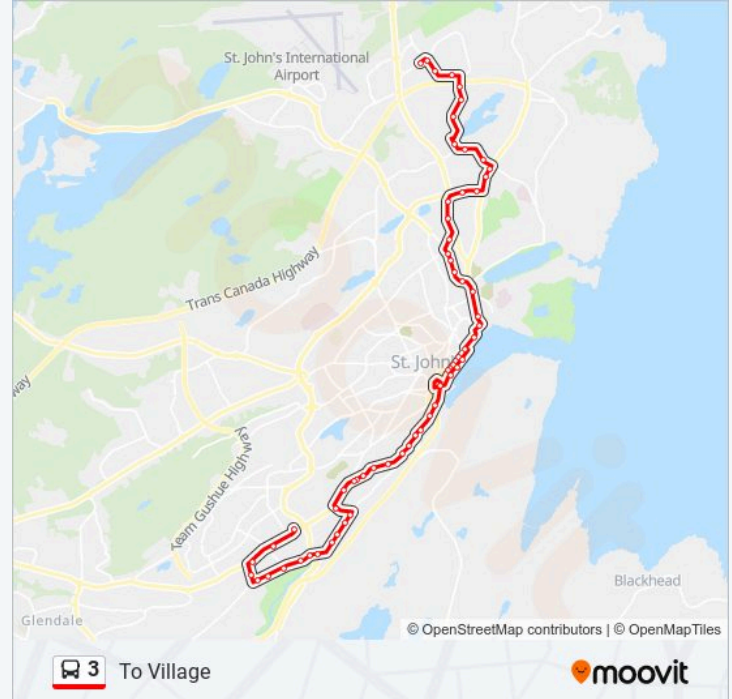 St. John's International
Airport
Trans Canada Highway
St. John's
way
Team Gushue Highway
Blackhead
Glendale
© OpenStreetMap contributors | © OpenMapTiles
3 To Village
moovit